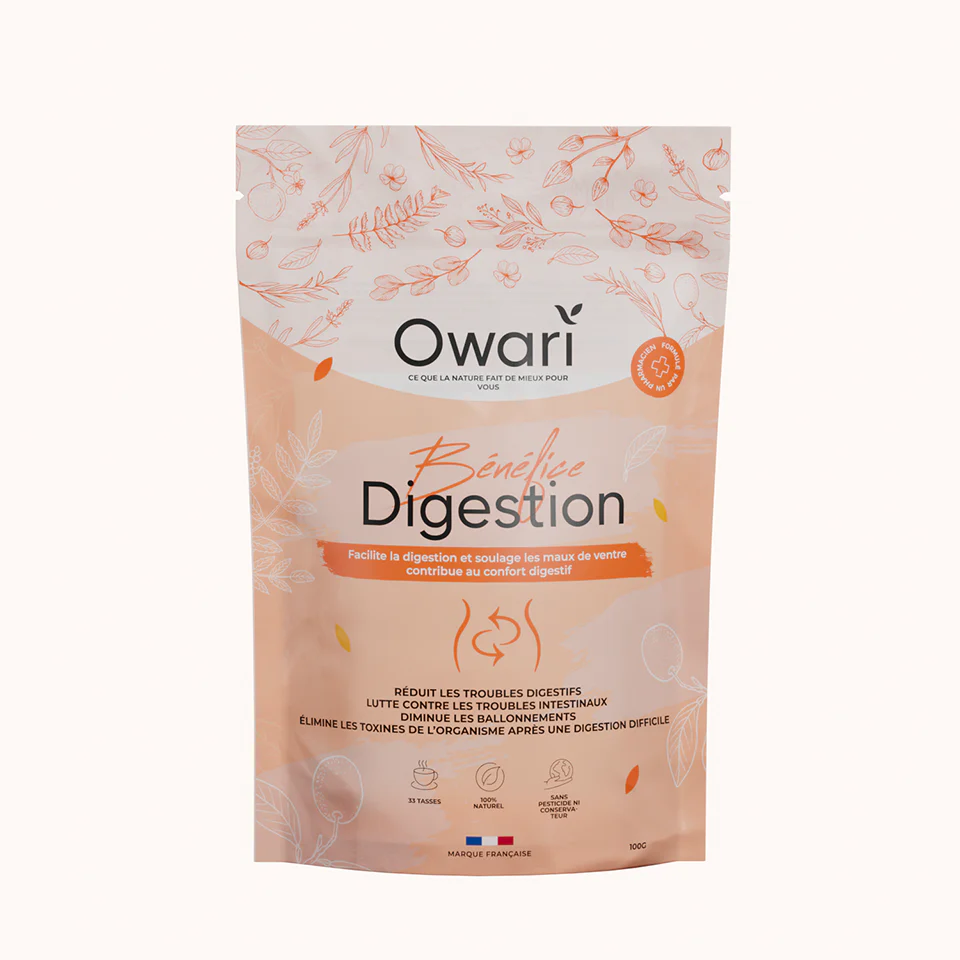 Owari
CE QUE LA NATURE FAIT DE MIEUX POUR
VOUS
FORMULÉ PAR UN PHARMACIEN
Bénéfice
Digestion
Facilite la digestion et soulage les maux de ventre
contribue au confort digestif
RÉDUIT LES TROUBLES DIGESTIFS
LUTTE CONTRE LES TROUBLES INTESTINAUX
DIMINUE LES BALLONNEMENTS
ÉLIMINE LES TOXINES DE L'ORGANISME APRÈS UNE DIGESTION DIFFICILE
33 TASSES
100%
NATUREL
SANS
PESTICIDE NI
CONSERVA-
TEUR
MARQUE FRANÇAISE
100G